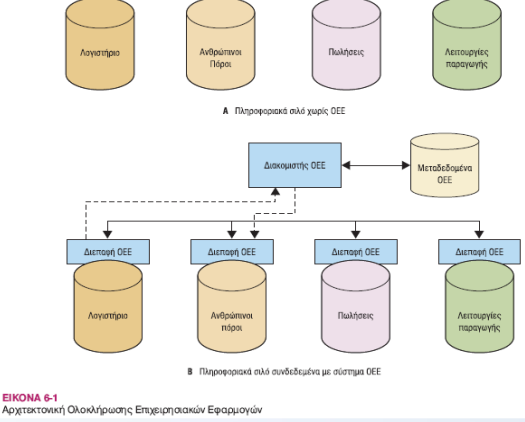 Λογιστήριο
Ανθρώπινοι
Πόροι
Πωλήσεις
Λειτουργίες
παραγωγής
Α Πληροφοριακά σιλό χωρίς ΟΕΕ
Διακομιστής ΟΕΕ
Μεταδεδομένα
ΟΕΕ
Διεπαφή ΟΕΕ
Διεπαφή ΟΕΕ
Διεπαφή ΟΕΕ
Διεπαφή ΟΕΕ
Λογιστήριο
Ανθρώπινοι
πόροι
Πωλήσεις
Λειτουργίες
παραγωγής
Β Πληροφοριακά σιλό συνδεδεμένα με σύστημα ΟΕΕ
ΕΙΚΟΝΑ 6-1
Αρχιτεκτονική Ολοκλήρωσης Επιχειρησιακών Εφαρμογών